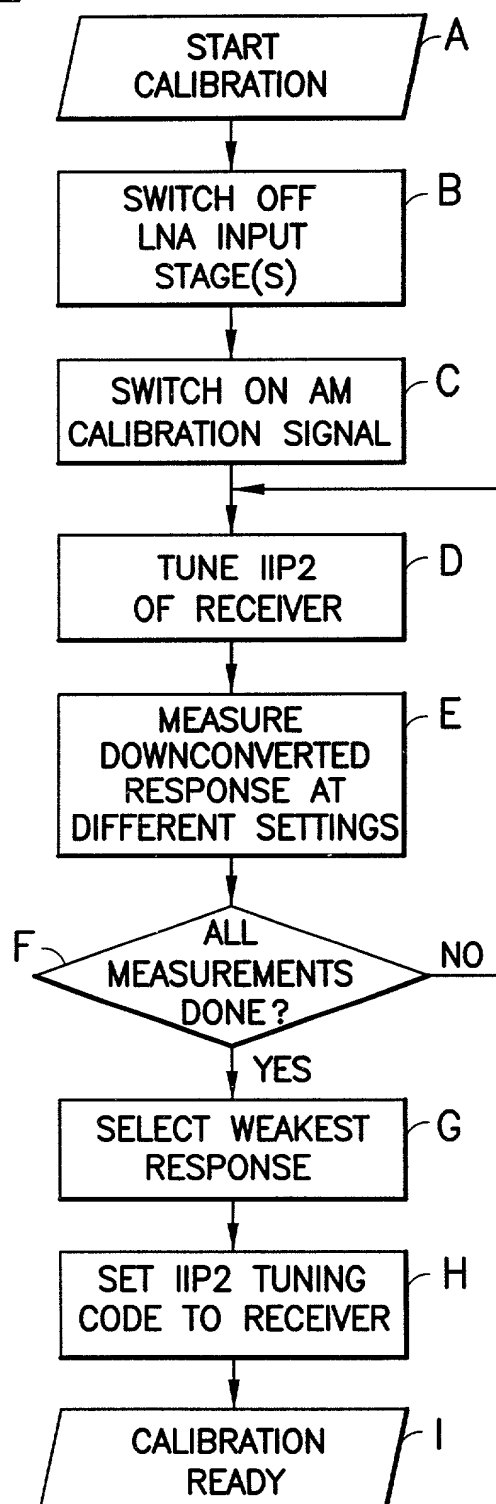 START
CALIBRATION
A
SWITCH OFF
LNA INPUT
STAGE(S)
B
SWITCH ON AM
CALIBRATION SIGNAL
C
TUNE IIP2
OF RECEIVER
D
MEASURE
DOWNCONVERTED
RESPONSE AT
DIFFERENT SETTINGS
E
F
ALL
MEASUREMENTS
DONE?
NO
YES
SELECT WEAKEST
RESPONSE
G
SET IIP2 TUNING
CODE TO RECEIVER
H
CALIBRATION
READY
I